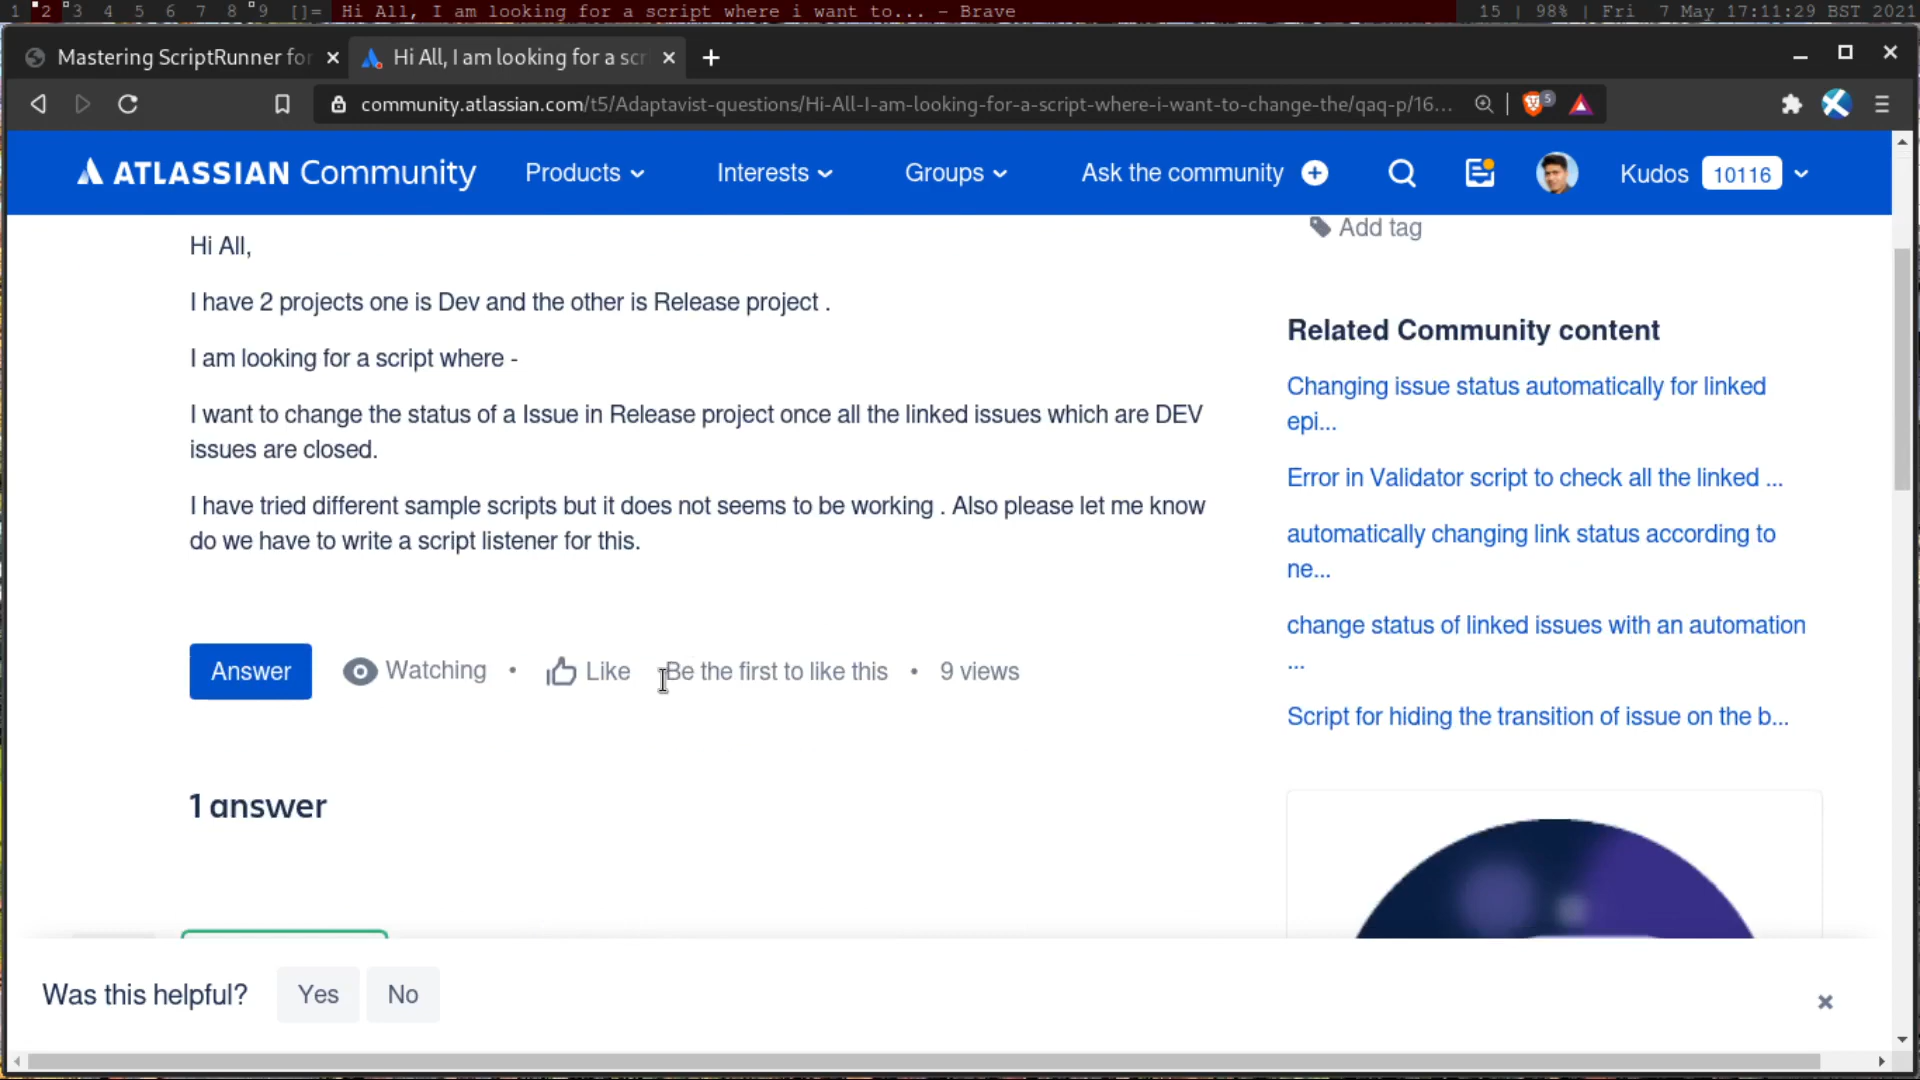 1 2 3 4 5 6 7 8 9 []= Hi All, I am looking for a script where i want to... - Brave 15 | 98% | Fri 7 May 17:11:29 BST 2021
Mastering ScriptRunner for
Hi All, I am looking for a scr
community.atlassian.com/t5/Adaptavist-questions/Hi-All-I-am-looking-for-a-script-where-i-want-to-change-the/qaq-p/16...
5
ATLASSIAN Community
Products
Interests
Groups
Ask the community
Kudos 10116
Hi All,
I have 2 projects one is Dev and the other is Release project .
I am looking for a script where -
I want to change the status of a Issue in Release project once all the linked issues which are DEV
issues are closed.
I have tried different sample scripts but it does not seems to be working . Also please let me know
do we have to write a script listener for this.
Answer
Watching • Like Be the first to like this • 9 views
1 answer
Add tag
Related Community content
Changing issue status automatically for linked
epi...
Error in Validator script to check all the linked ...
automatically changing link status according to
ne...
change status of linked issues with an automation
...
Script for hiding the transition of issue on the b...
Was this helpful? Yes No